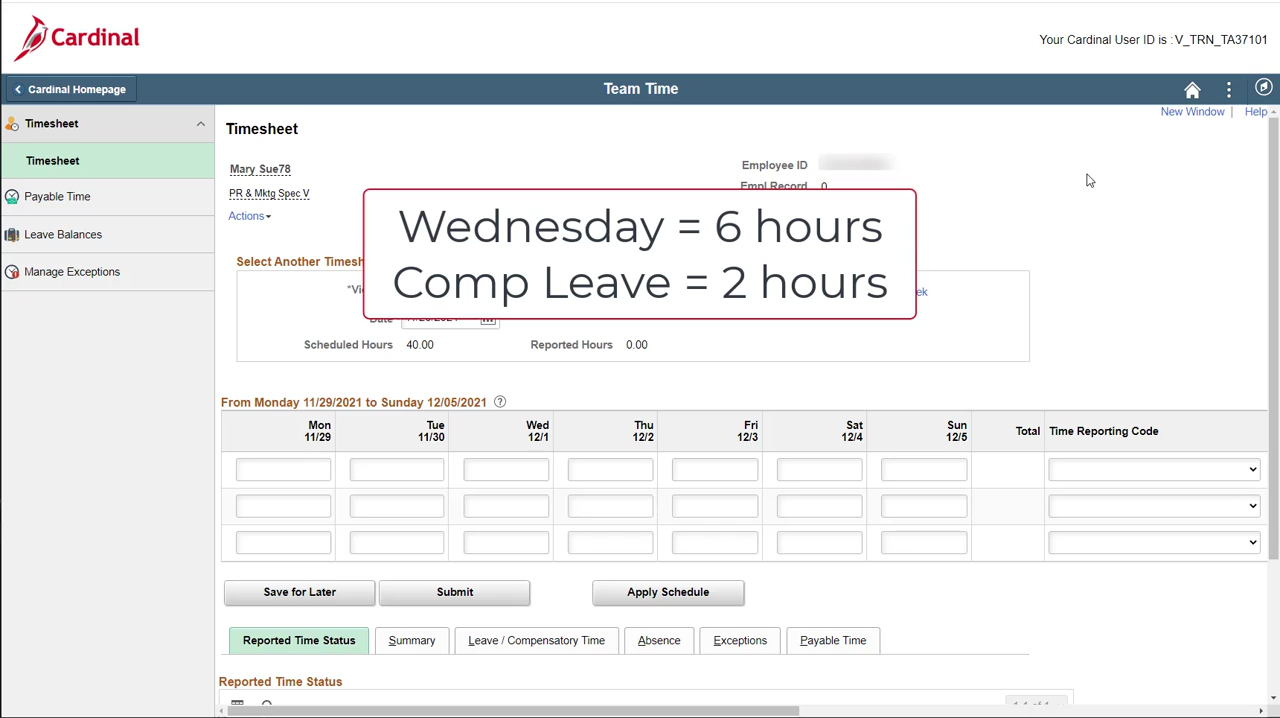 Cardinal
Your Cardinal User ID is : V_TRN_TA37101
Cardinal Homepage
Team Time
New Window | Help
Timesheet
Timesheet
Payable Time
Leave Balances
Manage Exceptions
Timesheet
Mary Sue78
Employee ID
PR & Mktg Spec V
Empl Record 0
Actions
Wednesday = 6 hours
Comp Leave = 2 hours
Select Another
Date
Scheduled Hours 40.00 Reported Hours 0.00
From Monday 11/29/2021 to Sunday 12/05/2021
Mon 11/29 Tue 11/30 Wed 12/1 Thu 12/2 Fri 12/3 Sat 12/4 Sun 12/5 Total Time Reporting Code
Save for Later Submit Apply Schedule
Reported Time Status Summary Leave / Compensatory Time Absence Exceptions Payable Time
Reported Time Status